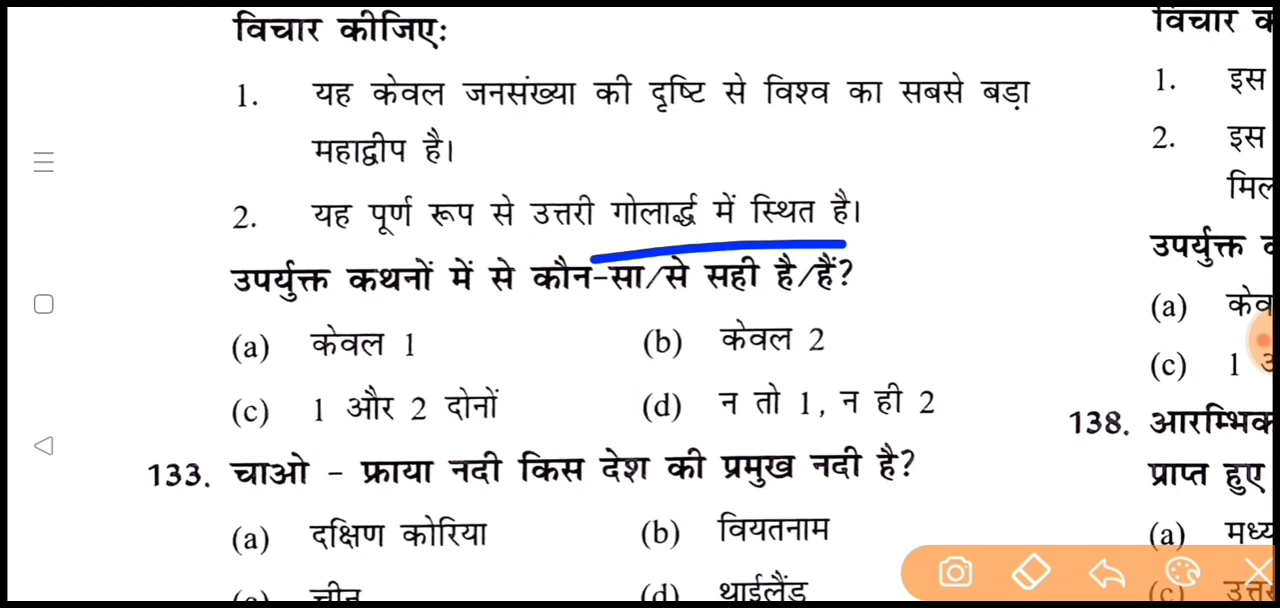 विचार कीजिए:
1. यह केवल जनसंख्या की दृष्टि से विश्व का सबसे बड़ा
महाद्वीप है।
2. यह पूर्ण रूप से उत्तरी गोलार्द्ध में स्थित है।
उपर्युक्त कथनों में से कौन-सा/से सही है/हैं?
(a) केवल 1 (b) केवल 2
(c) 1 और 2 दोनों (d) न तो 1, न ही 2
133. चाओ - फ्राया नदी किस देश की प्रमुख नदी है?
(a) दक्षिण कोरिया (b) वियतनाम
(c) चीन (d) थाईलैंड
विचार
1. इस
2. इस
उपर्युक्त
(a)
(c) 1
138.
प्राप्त हुए
(a)
(c)